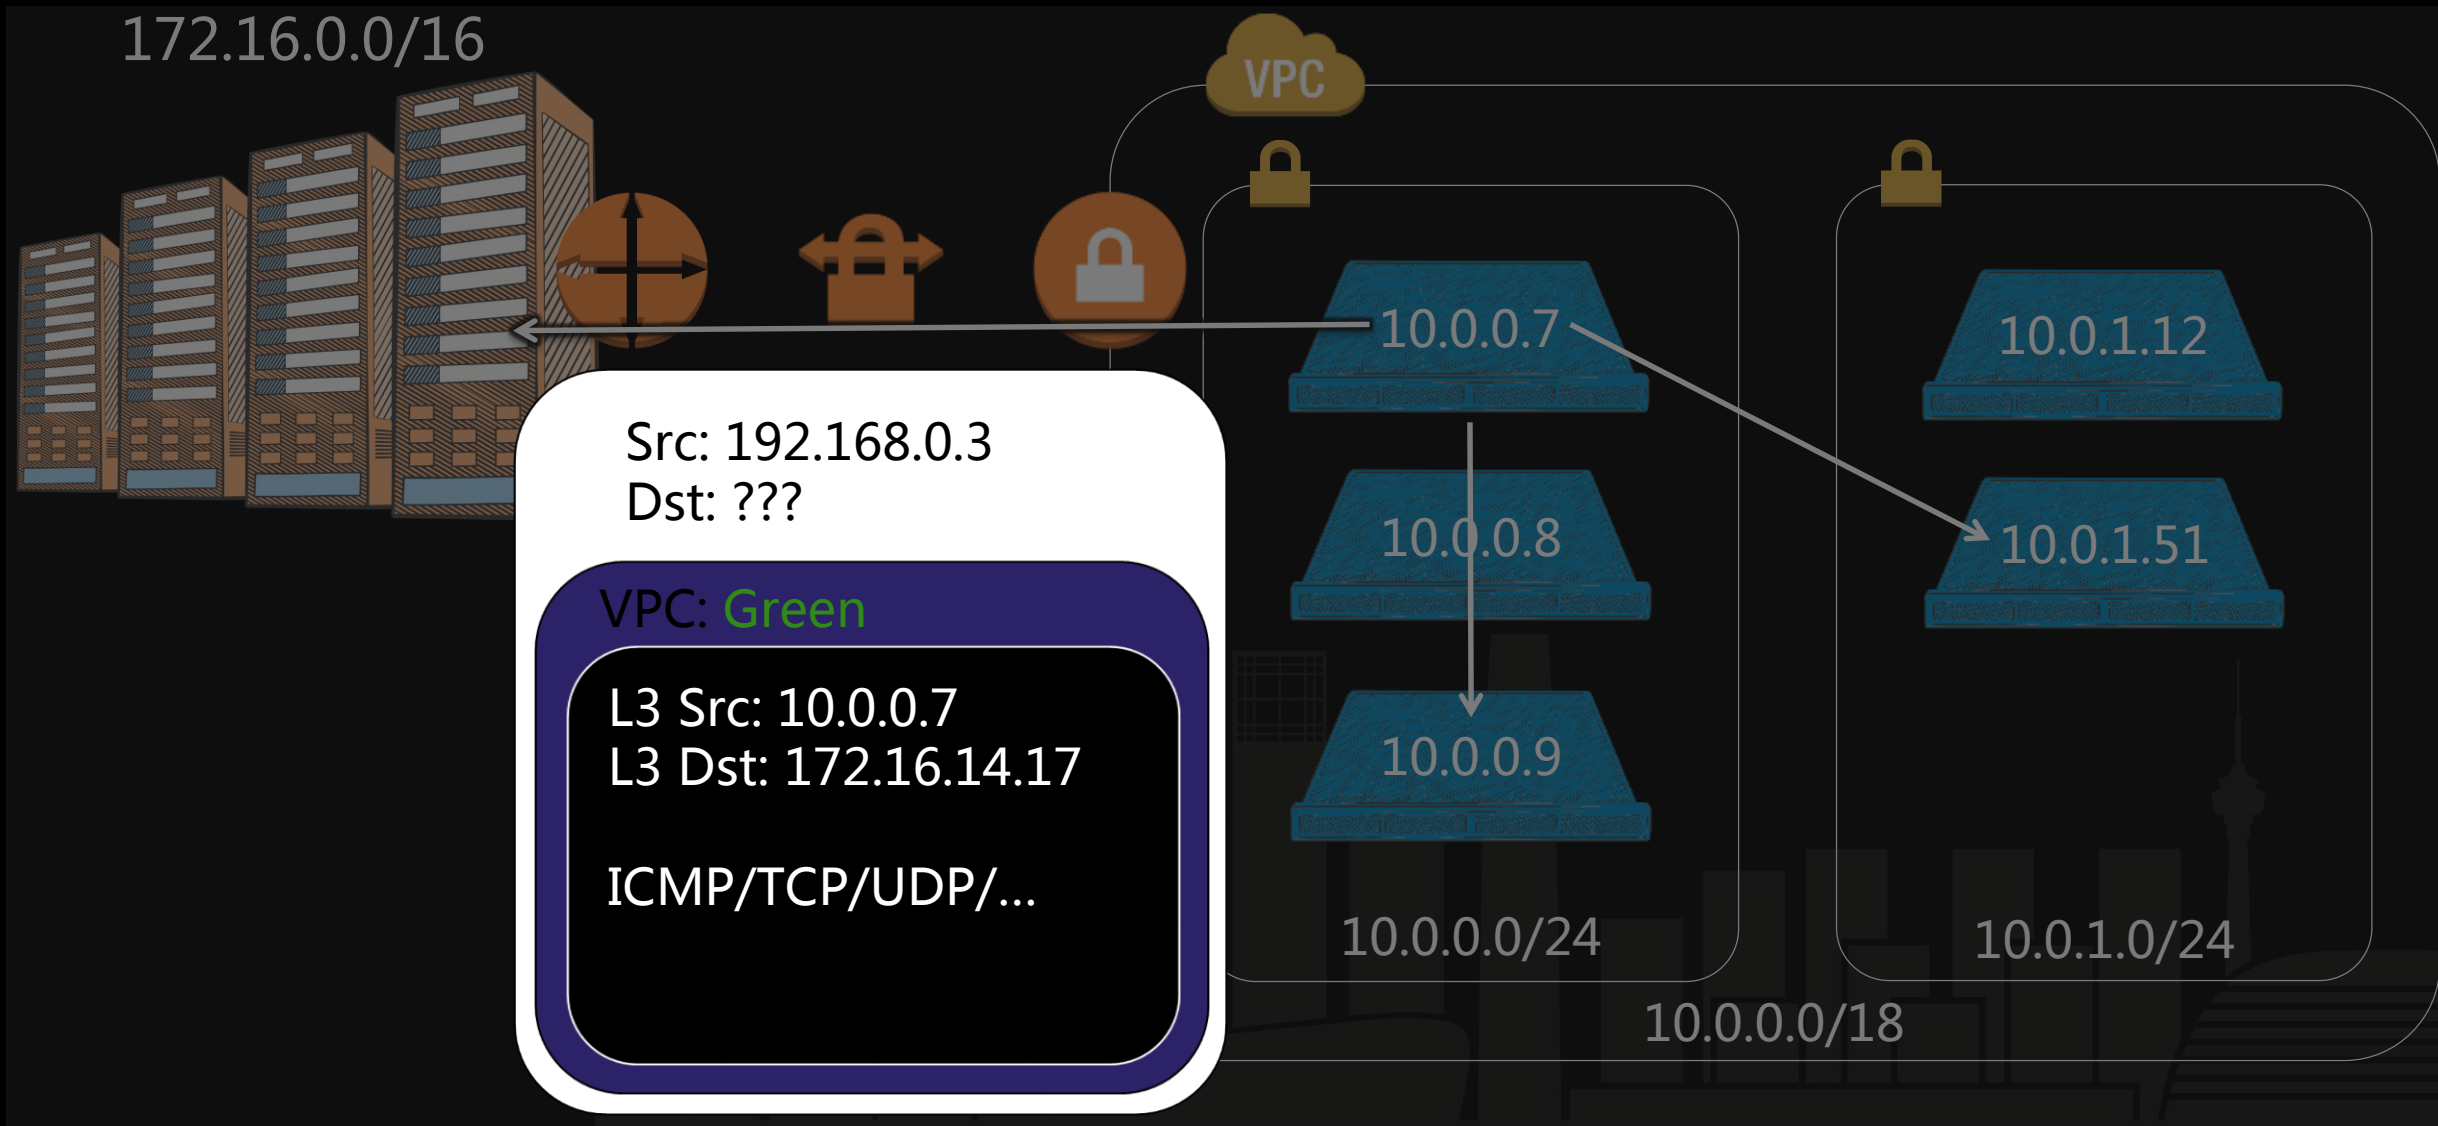 172.16.0.0/16
VPC
10.0.0.7
10.0.1.12
Src: 192.168.0.3
Dst: ???
10.0.0.8
10.0.1.51
VPC: Green
L3 Src: 10.0.0.7
L3 Dst: 172.16.14.17
10.0.0.9
ICMP/TCP/UDP/...
10.0.0.0/24
10.0.1.0/24
10.0.0.0/18